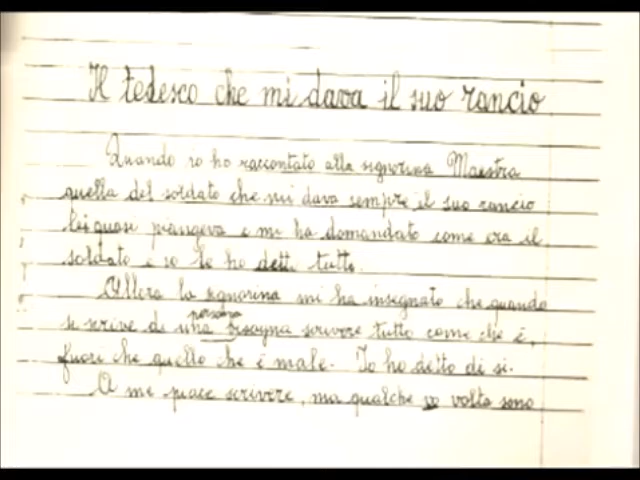 Il tedesco che mi dava il suo rancio
Quando io ho raccontato alla signorina Maestra
quella del soldato che mi dava sempre il suo rancio
lei quasi piangeva e mi ha domandato come era il
soldato e io le ho detto tutto.
Allora la signorina mi ha insegnato che quando
persona
si scrive di una bisogna scrivere tutto come che è,
fuori che quello che è male. Io ho detto di si.
A me piace scrivere, ma qualche vo volta sono